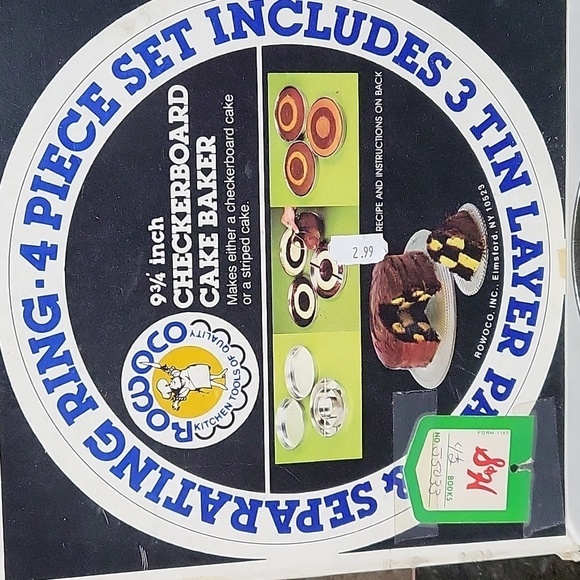 4 PIECE SET INCLUDES 3 TIN LAYER PA
& SEPARATING RING.
9¾ inch
CHECKERBOARD
CAKE BAKER
Makes either a checkerboard cake
or a striped cake.
ROWOCO
KITCHEN TOOLS OF QUALITY
RECIPE AND INSTRUCTIONS ON BACK
2.99
ROWOCO, INC., Elmsford, NY 10523
BOOKS
NO.